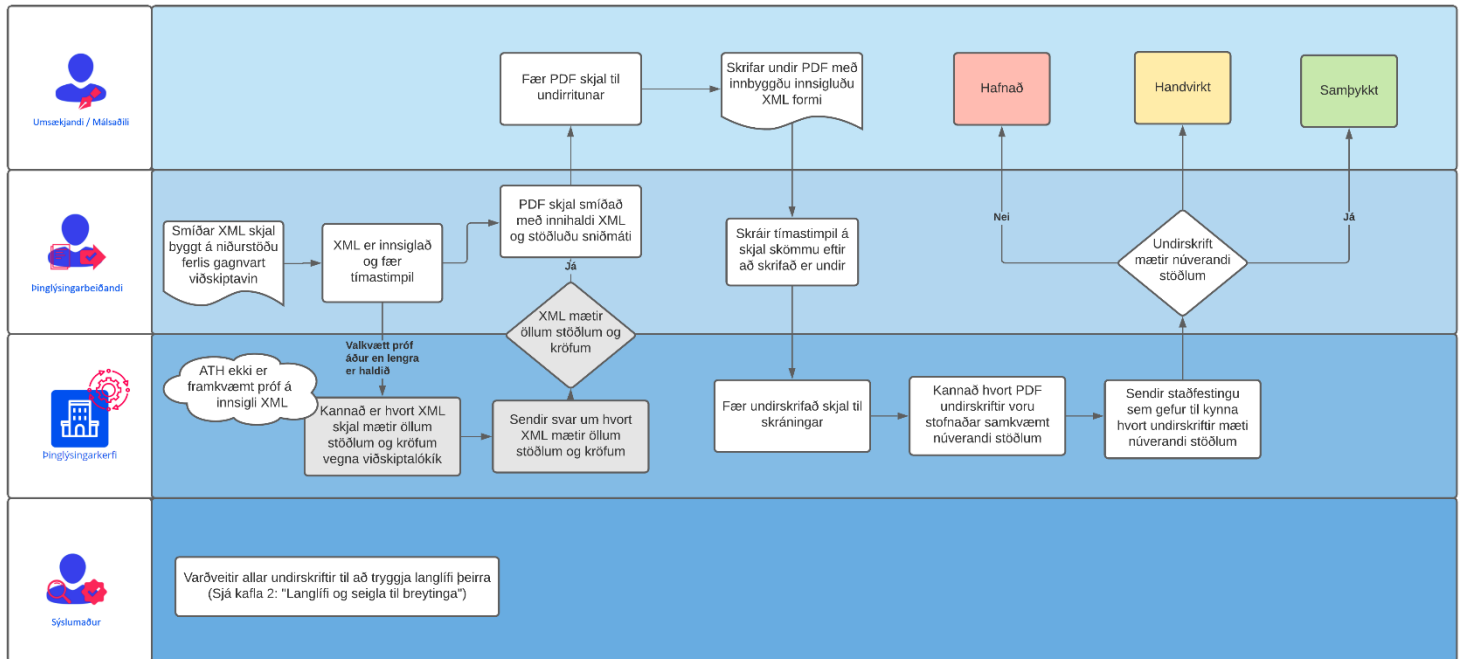 Umsækjandi / Málsaðili
Fær PDF skjal til
undirritunar
Skrifar undir PDF með
innbyggðu innsigluðu
XML formi
Hafnað
Handvirkt
Samþykkt
Þinglýsingarbeiðandi
Smíðar XML skjal
byggt á niðurstöðu
ferlis gagnvart
viðskiptavin
XML er innsiglað
og fær
tímastimpil
PDF skjal smíðað
með innihaldi XML
og stöðluðu sniðmáti
Já
XML mætir
öllum stöðlum og
kröfum
Skráir tímastimpil á
skjal skömmu eftir
að skrifað er undir
Nei
Já
Undirskrift
mætir núverandi
stöðlum
Þinglýsingarkerfi
Valkvætt próf
áður en lengra
er haldið
ATH ekki er
framkvæmt próf á
innsigli XML
Kannað er hvort XML
skjal mætir öllum
stöðlum og kröfum
vegna viðskiptalókík
Sendir svar um hvort
XML mætir öllum
stöðlum og kröfum
Fær undirskrifað skjal til
skráningar
Kannað hvort PDF
undirskriftir voru
stofnaðar samkvæmt
núverandi stöðlum
Sendir staðfestingu
sem gefur til kynna
hvort undirskriftir mæti
núverandi stöðlum
Sýslumaður
Varðveitir allar undirskriftir til að tryggja langlífi þeirra
(Sjá kafla 2: "Langlífi og seigla til breytinga")